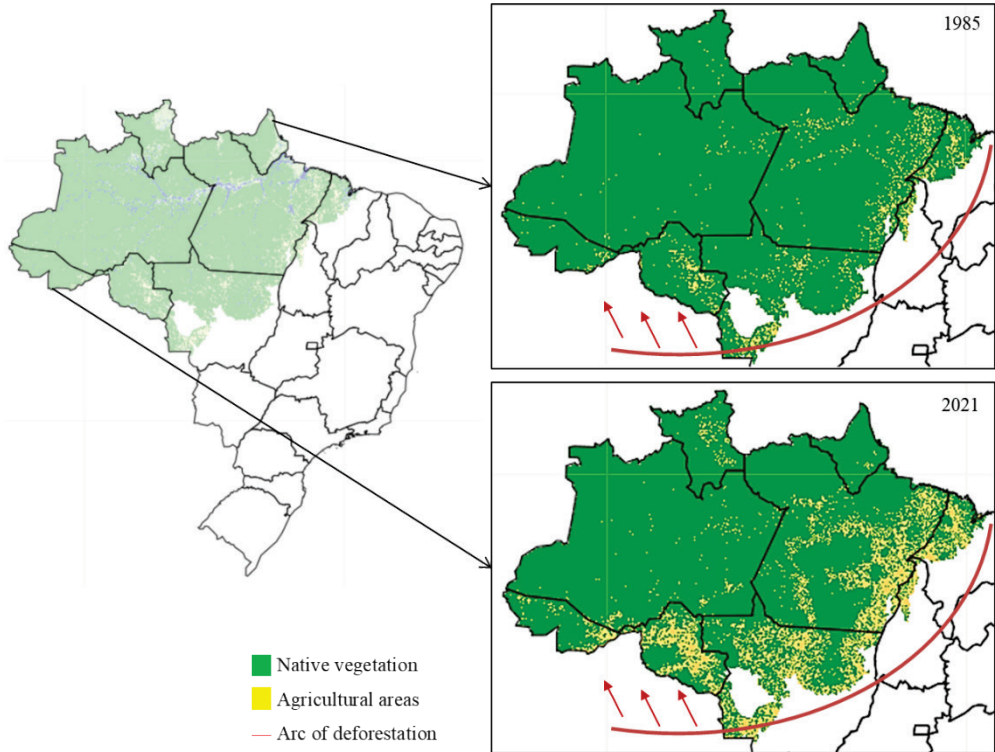 1985
2021
Native vegetation
Agricultural areas
Arc of deforestation